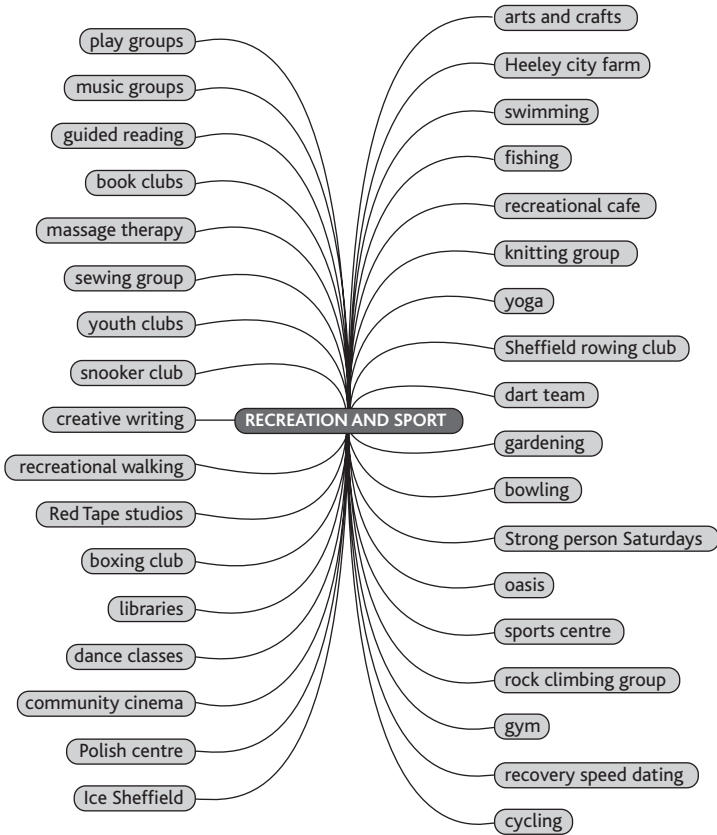 play groups
music groups
guided reading
book clubs
massage therapy
sewing group
youth clubs
snooker club
creative writing
recreational walking
Red Tape studios
boxing club
libraries
dance classes
community cinema
Polish centre
Ice Sheffield
RECREATION AND SPORT
arts and crafts
Heeley city farm
swimming
fishing
recreational cafe
knitting group
yoga
Sheffield rowing club
dart team
gardening
bowling
Strong person Saturdays
oasis
sports centre
rock climbing group
gym
recovery speed dating
cycling